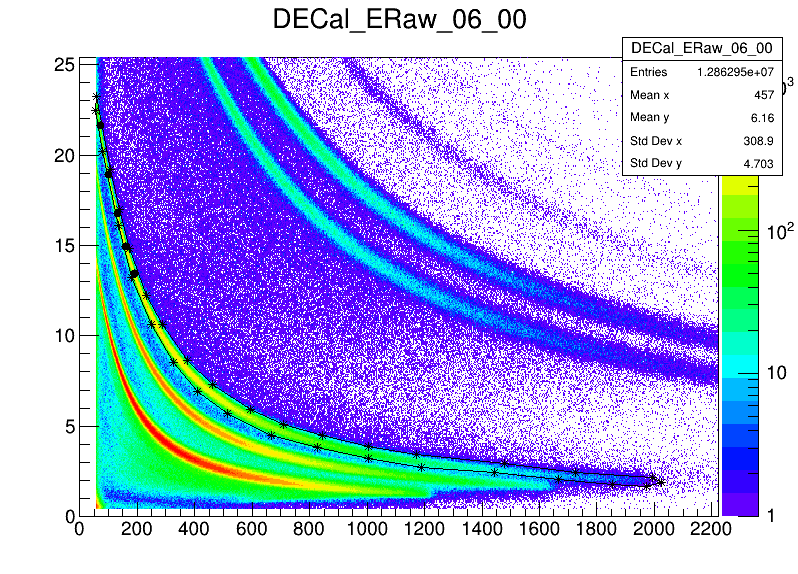 DECal_ERaw_06_00
DECal_ERaw_06_00
Entries 1.286295e+07
Mean x 457
Mean y 6.16
Std Dev x 308.9
Std Dev y 4.703
25
20
15
10
5
0
0 200 400 600 800 1000 1200 1400 1600 1800 2000 2200
3
10²
10
1